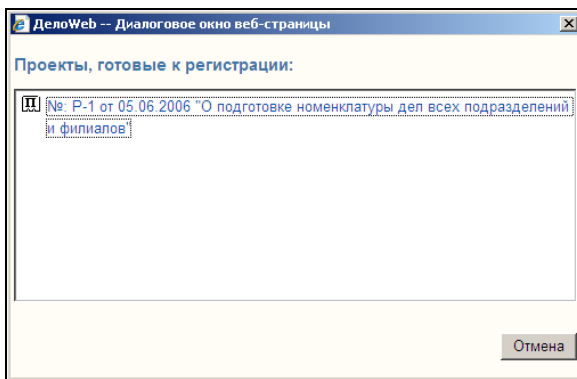 ДелоWeb -- Диалоговое окно веб-страницы
Проекты, готовые к регистрации:
П №: Р-1 от 05.06.2006 "О подготовке номенклатуры дел всех подразделений
и филиалов"
Отмена